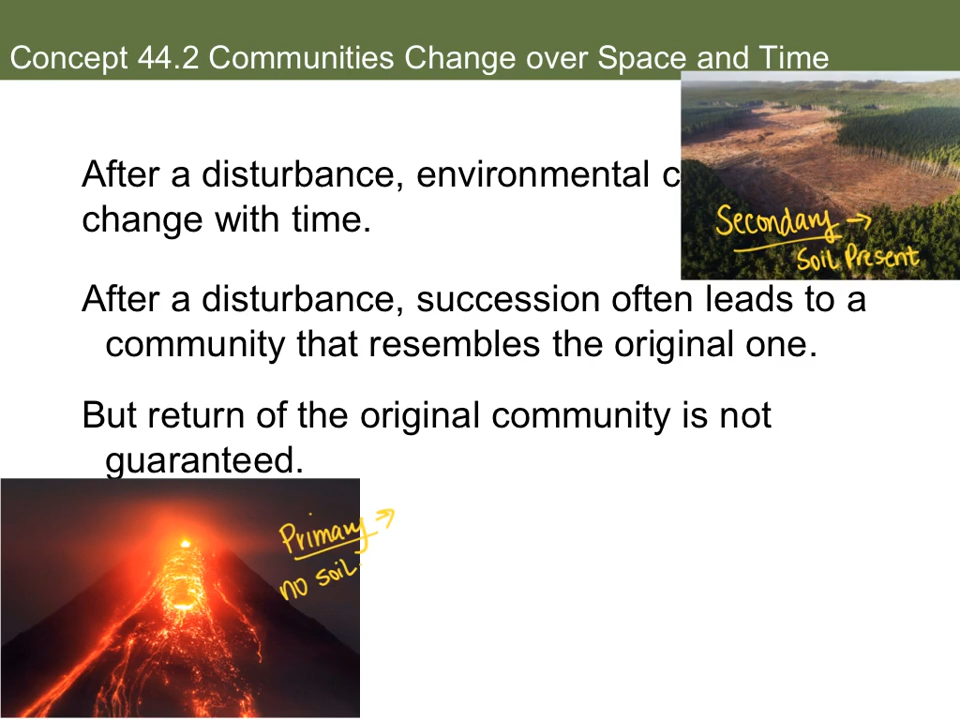 Concept 44.2 Communities Change over Space and Time
After a disturbance, environmental
change with time.
Secondary →
Soil Present
After a disturbance, succession often leads to a
community that resembles the original one.
But return of the original community is not
guaranteed.
Primary →
no soil.